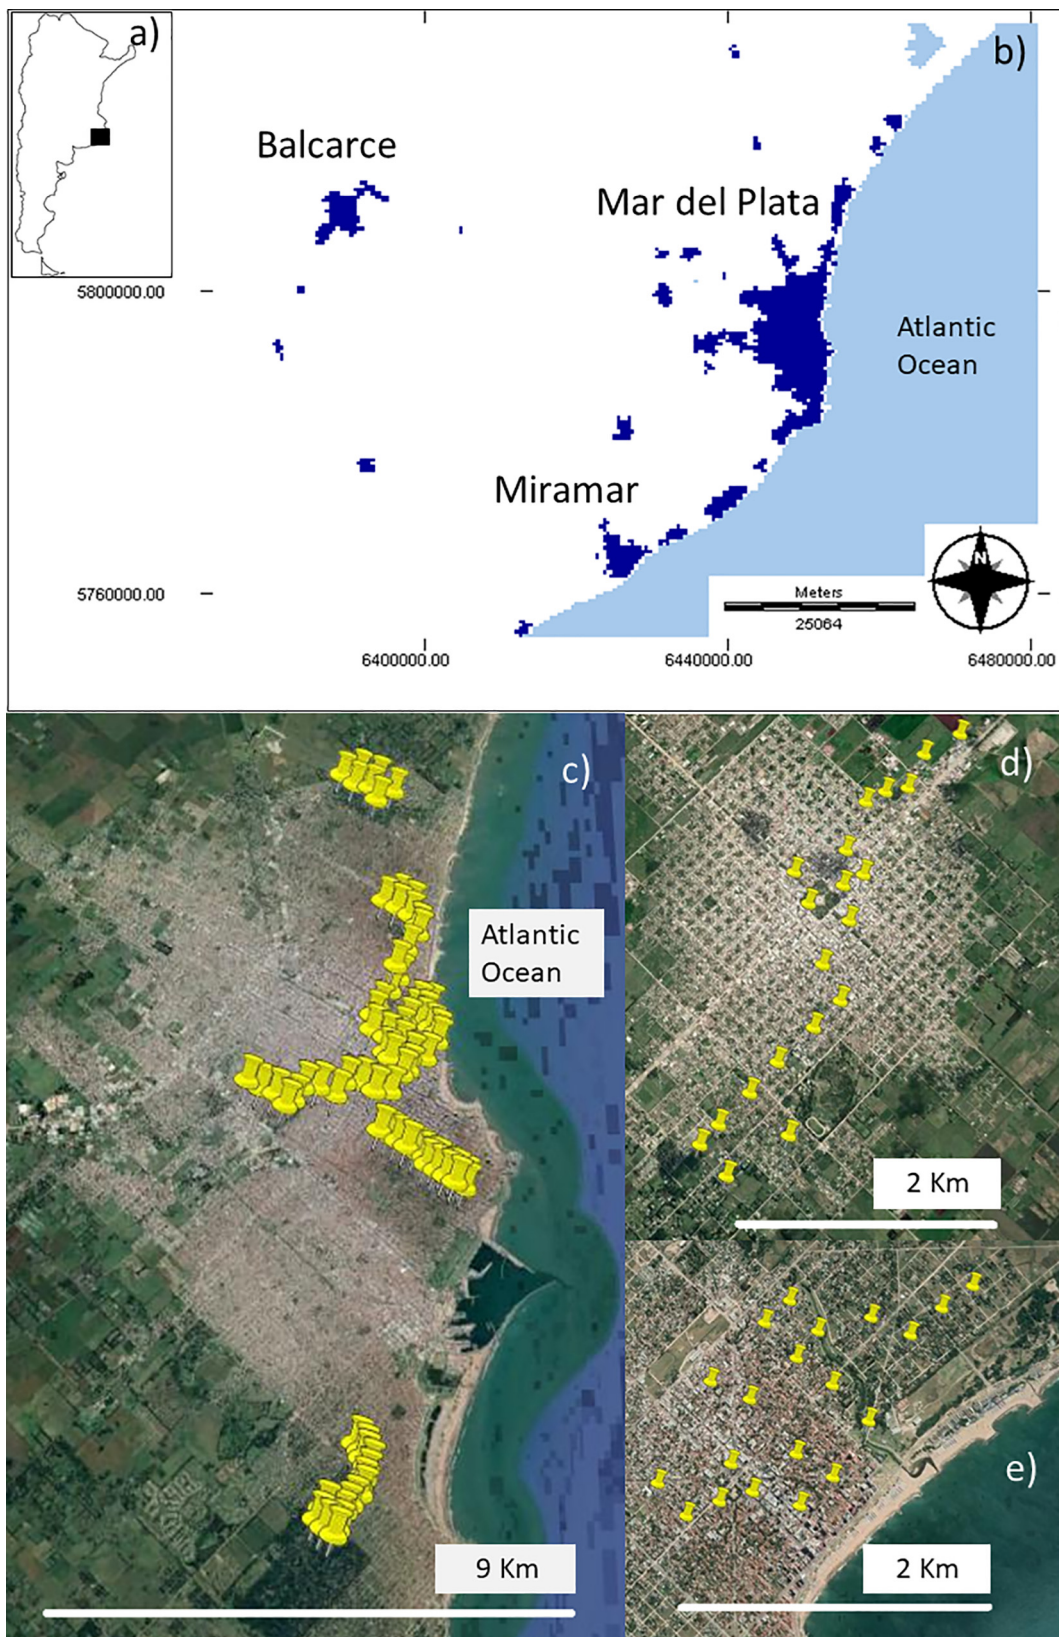 a)
b)
Balcarce
Mar del Plata
5800000.00
Atlantic
Ocean
Miramar
N
5760000.00
Meters
25064
6400000.00
6440000.00
6480000.00
c)
d)
Atlantic
Ocean
2 Km
e)
9 Km
2 Km